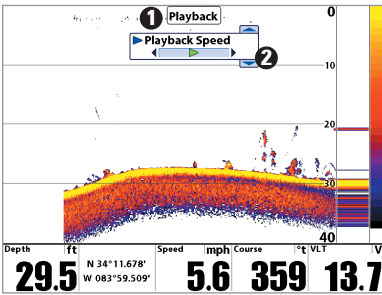 1 Playback
0
Playback Speed
2
10
20
30
40
Depth ft
29.5
N 34°11.678'
W 083°59.509'
Speed mph
5.6
Course °t
359
VLT V
13.7